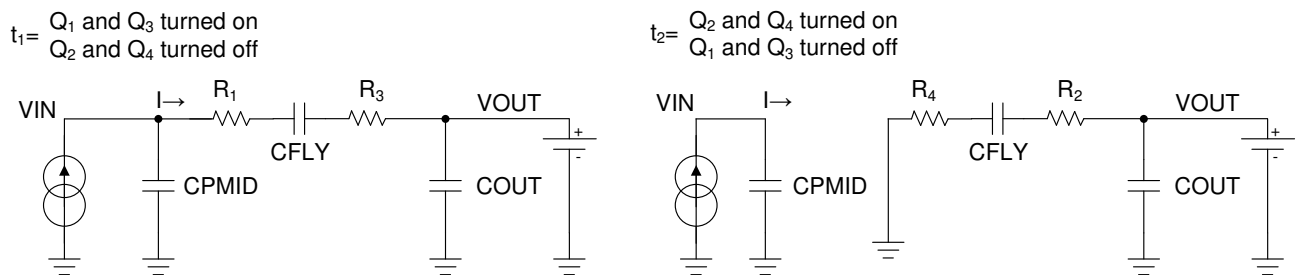 t₁= Q₁ and Q₃ turned on
Q₂ and Q₄ turned off
VIN
I→
R₁
R₃
VOUT
CFLY
CPMID
COUT
+
-
t₂= Q₂ and Q₄ turned on
Q₁ and Q₃ turned off
VIN
I→
R₄
R₂
VOUT
CFLY
CPMID
COUT
+
-